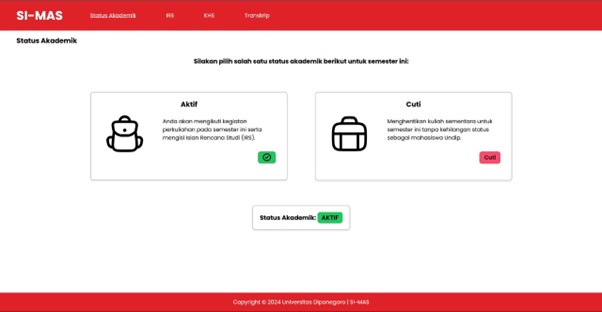 SI-MAS
Status Akademik IRS KHS Transkrip
Status Akademik
Silakan pilih salah satu status akademik berikut untuk semester ini:
Aktif
Anda akan mengikuti kegiatan
perkuliahan pada semester ini serta
mengisi Isian Rencana Studi (IRS).
Cuti
Menghentikan kuliah sementara untuk
semester ini tanpa kehilangan status
sebagai mahasiswa Undip.
Cuti
Status Akademik: AKTIF
Copyright © 2024 Universitas Diponegoro | SI-MAS